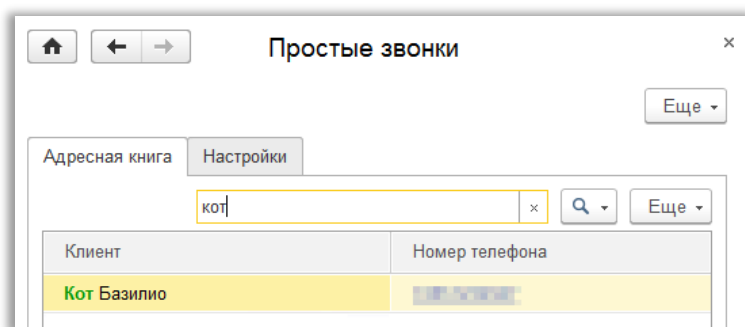 Простые звонки
Еще
Адресная книга Настройки
кот
Еще
Клиент Номер телефона
Кот Базилио